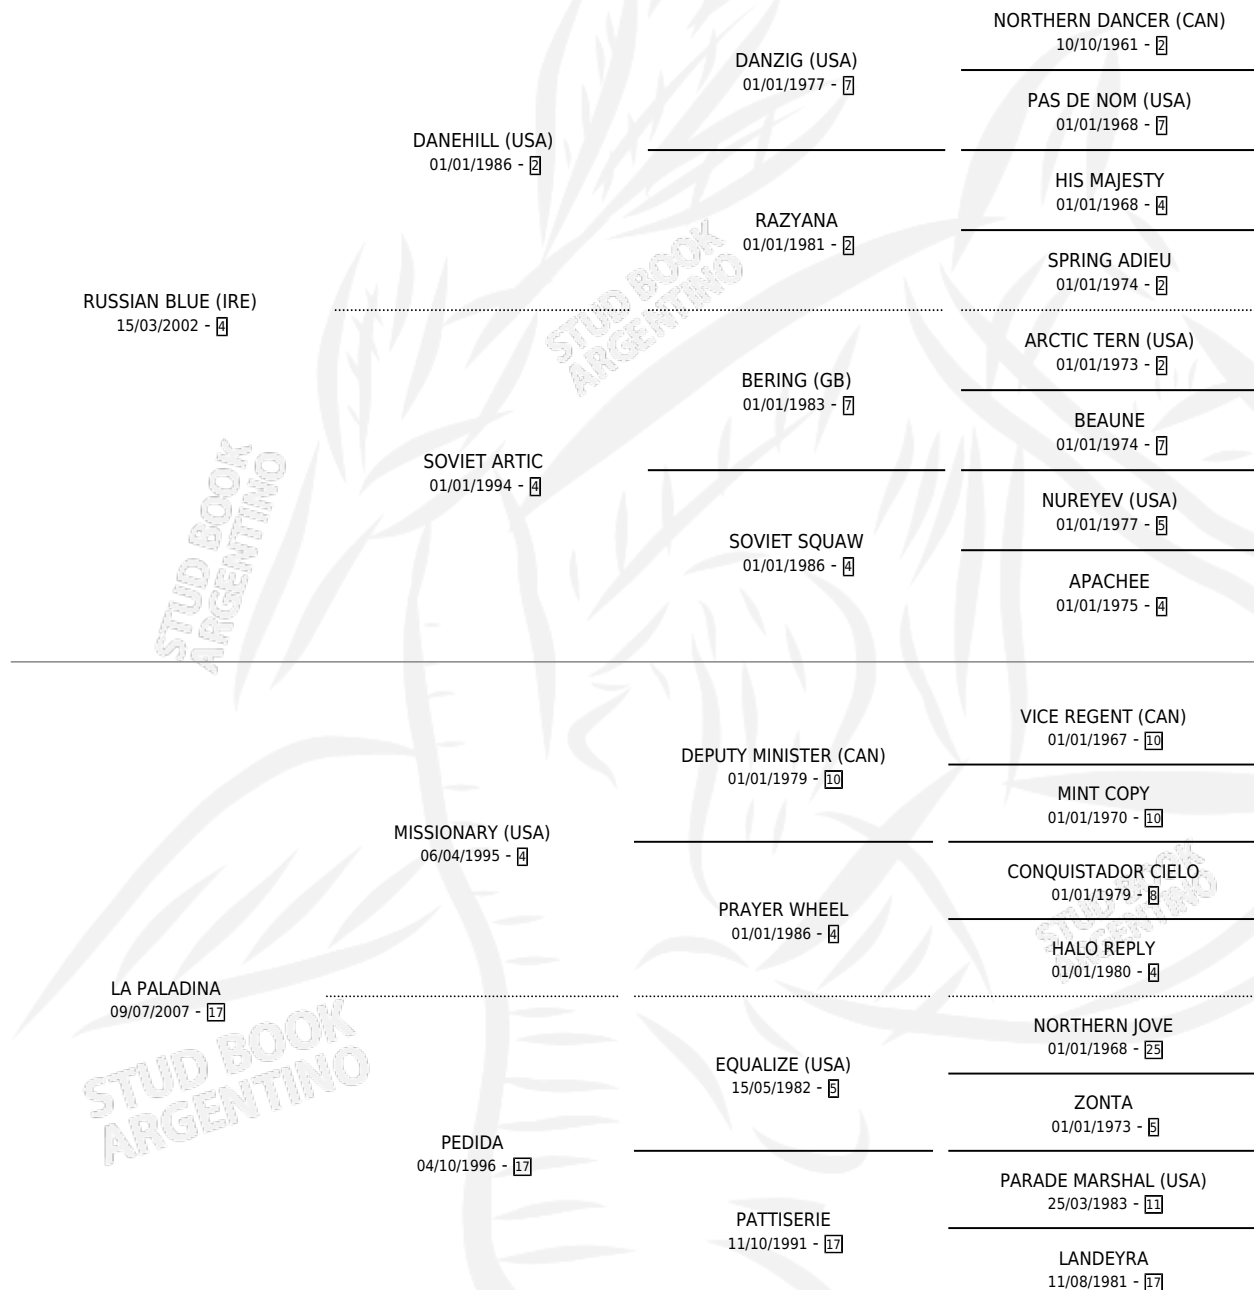 NORTHERN DANCER (CAN)
10/10/1961 - 2
DANZIG (USA)
01/01/1977 - 7
PAS DE NOM (USA)
01/01/1968 - 7
DANEHILL (USA)
01/01/1986 - 2
HIS MAJESTY
01/01/1968 - 4
RAZYANA
01/01/1981 - 2
SPRING ADIEU
01/01/1974 - 2
RUSSIAN BLUE (IRE)
15/03/2002 - 4
ARCTIC TERN (USA)
01/01/1973 - 2
BERING (GB)
01/01/1983 - 7
BEAUNE
01/01/1974 - 7
SOVIET ARTIC
01/01/1994 - 4
NUREYEV (USA)
01/01/1977 - 5
SOVIET SQUAW
01/01/1986 - 4
APACHEE
01/01/1975 - 4
VICE REGENT (CAN)
01/01/1967 - 10
DEPUTY MINISTER (CAN)
01/01/1979 - 10
MINT COPY
01/01/1970 - 10
MISSIONARY (USA)
06/04/1995 - 4
CONQUISTADOR CIELO
01/01/1979 - 8
PRAYER WHEEL
01/01/1986 - 4
HALO REPLY
01/01/1980 - 4
LA PALADINA
09/07/2007 - 17
NORTHERN JOVE
01/01/1968 - 25
EQUALIZE (USA)
15/05/1982 - 5
ZONTA
01/01/1973 - 5
PEDIDA
04/10/1996 - 17
PARADE MARSHAL (USA)
25/03/1983 - 11
PATTISERIE
11/10/1991 - 17
LANDEYRA
11/08/1981 - 17
STUD BOOK
ARGENTINO
STUD BOOK
ARGENTINO
STUD BOOK
ARGENTINO
STUD BOOK
ARGENTINO